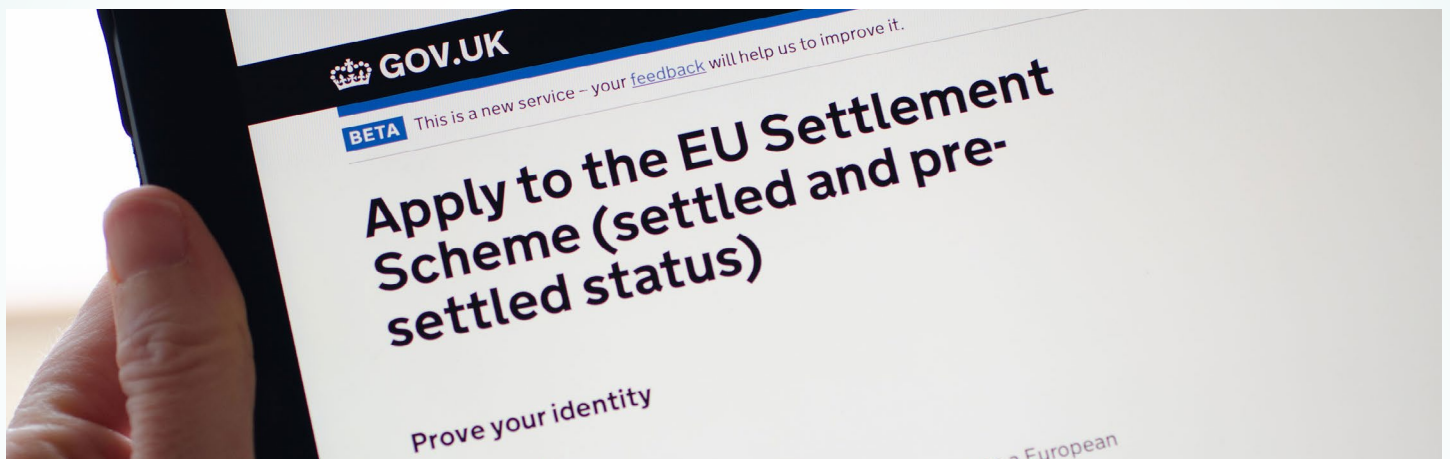 GOV.UK
BETA This is a new service – your feedback will help us to improve it.
Apply to the EU Settlement
Scheme (settled and pre-
settled status)
Prove your identity
a European